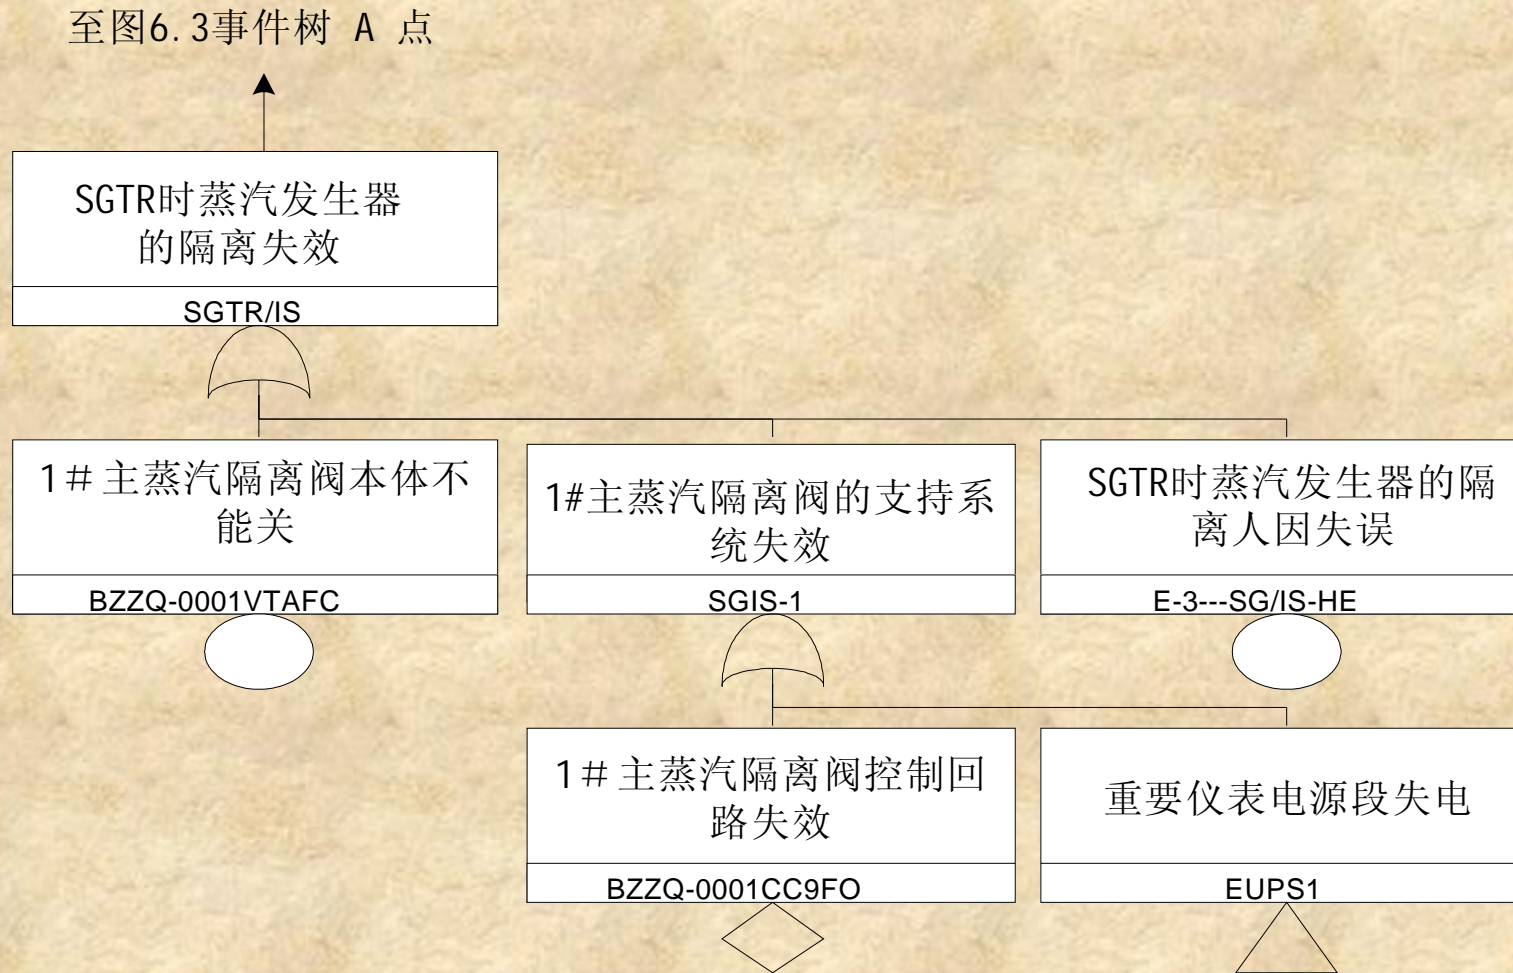 至图6.3事件树 A 点
SGTR时蒸汽发生器
的隔离失效
SGTR/IS
1＃主蒸汽隔离阀本体不
能关
BZZQ-0001VTAFC
1#主蒸汽隔离阀的支持系
统失效
SGIS-1
SGTR时蒸汽发生器的隔
离人因失误
E-3---SG/IS-HE
1＃主蒸汽隔离阀控制回
路失效
BZZQ-0001CC9FO
重要仪表电源段失电
EUPS1